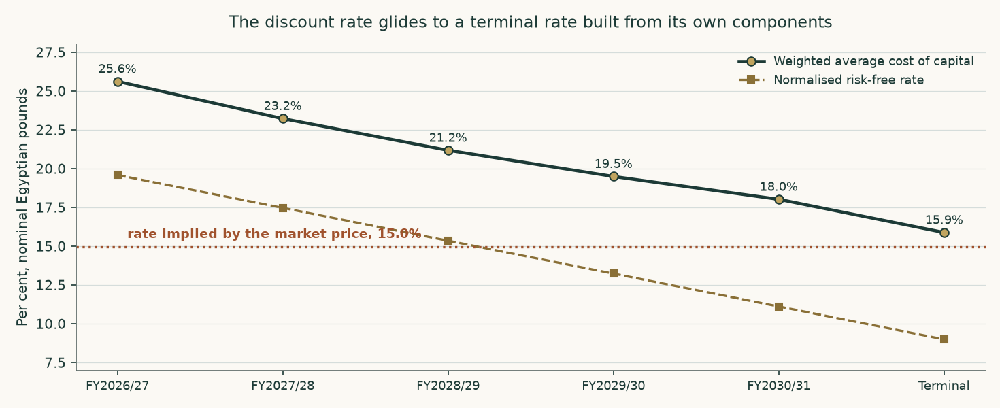 The discount rate glides to a terminal rate built from its own components
Per cent, nominal Egyptian pounds
27.5
25.0
22.5
20.0
17.5
15.0
12.5
10.0
7.5
Weighted average cost of capital
Normalised risk-free rate
25.6%
23.2%
21.2%
19.5%
18.0%
15.9%
rate implied by the market price, 15.0%
FY2026/27
FY2027/28
FY2028/29
FY2029/30
FY2030/31
Terminal